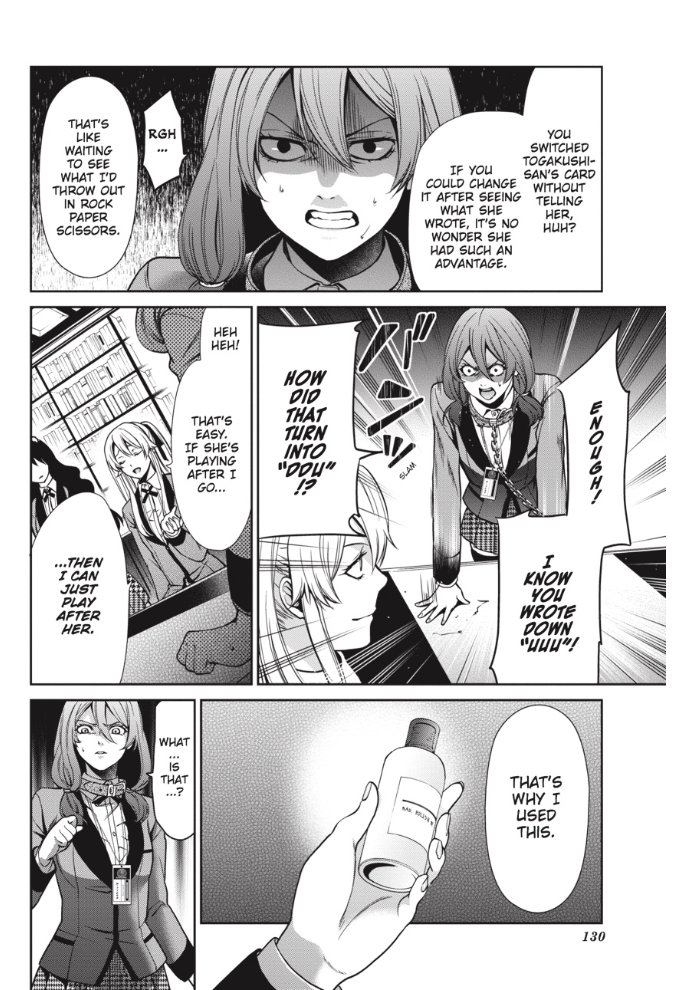 YOU
SWITCHED
TOGAKUSHI-
SAN'S CARD
WITHOUT
TELLING
HER,
HUH?
IF YOU
COULD CHANGE
IT AFTER SEEING
WHAT SHE
WROTE, IT'S NO
WONDER SHE
HAD SUCH AN
ADVANTAGE.
RGH
...
THAT'S
LIKE
WAITING
TO SEE
WHAT I'D
THROW OUT
IN ROCK
PAPER
SCISSORS.
ENOUGH!
I
KNOW
YOU
WROTE
DOWN
"UUU"!
SLAM
HOW
DID
THAT
TURN
INTO
"DDU"
!?
HEH
HEH!
THAT'S
EASY.
IF SHE'S
PLAYING
AFTER I
GO...
...THEN
I CAN
JUST
PLAY
AFTER
HER.
THAT'S
WHY I
USED
THIS.
WHAT
...IS
THAT
...?
130